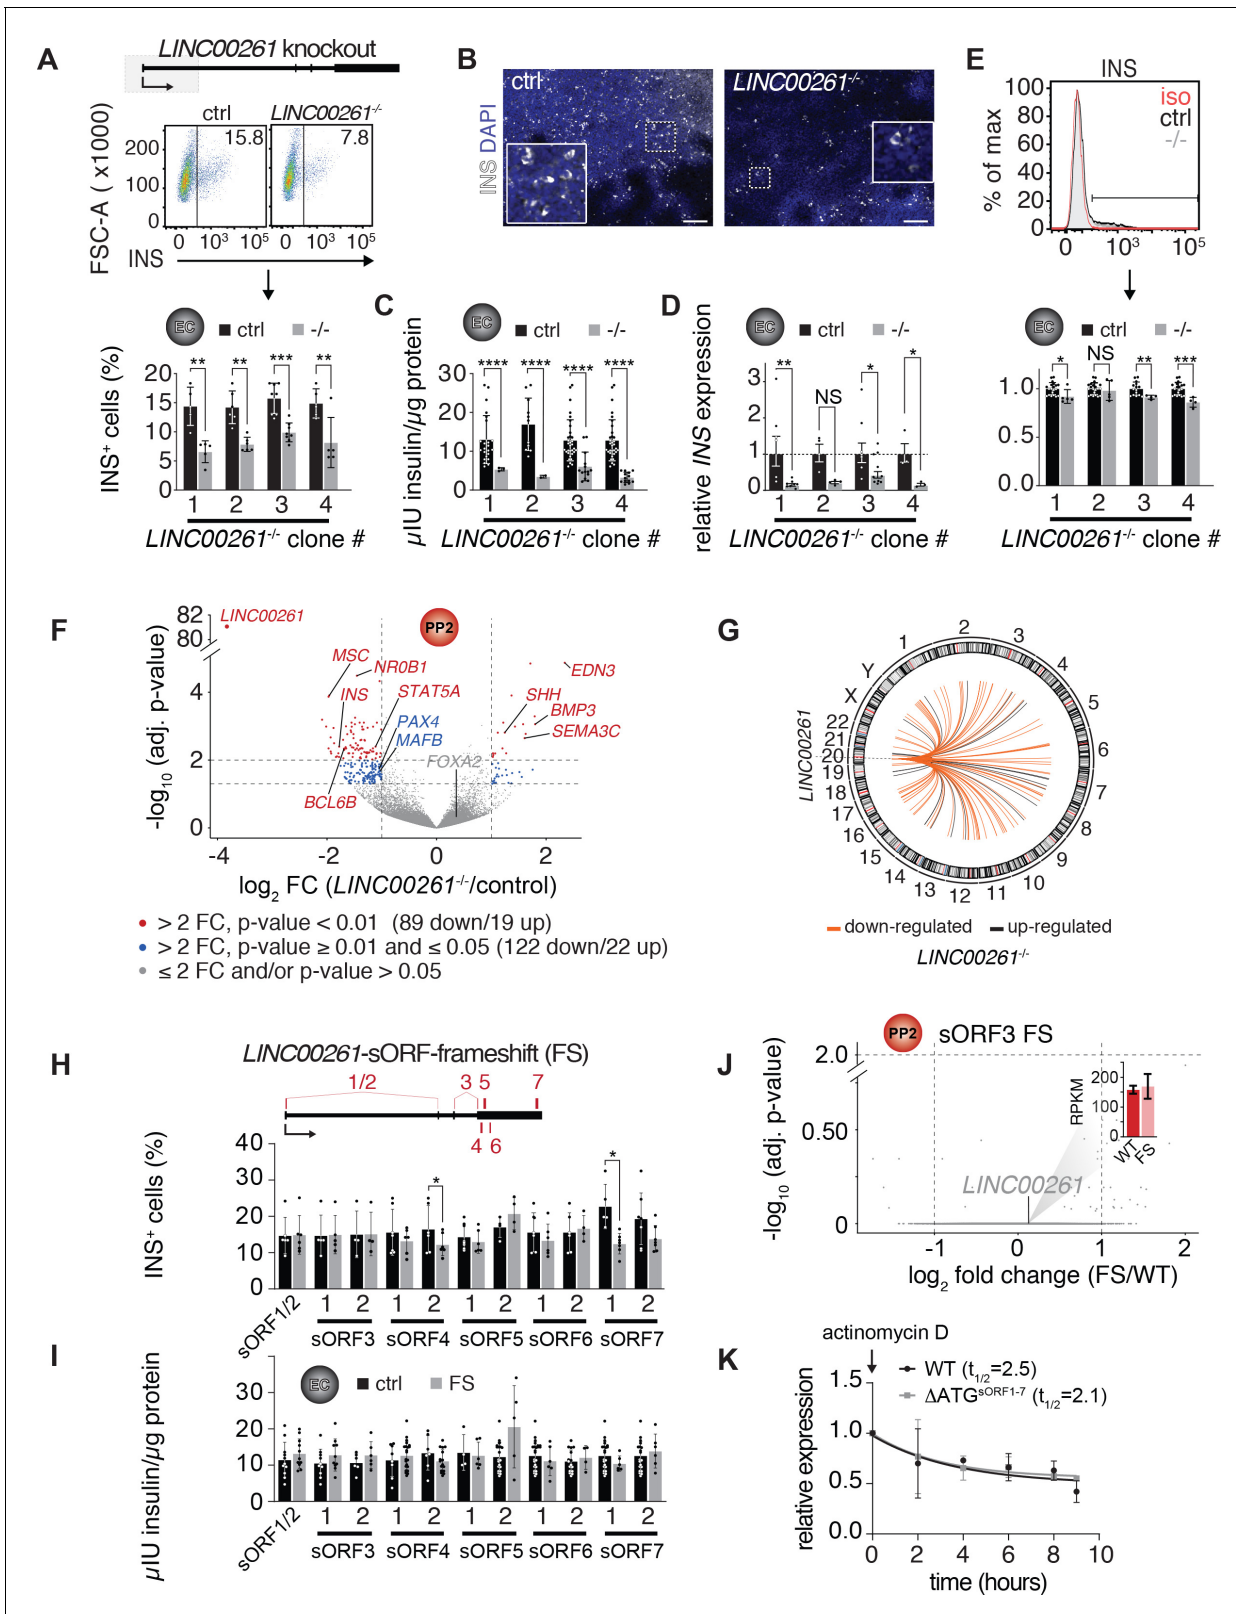 A
LINC00261 knockout
ctrl
LINC00261-/-
15.8
7.8
FSC-A ( x1000)
200
100
0
0 10³ 10⁵
0 10³ 10⁵
INS
EC
ctrl
-/-
INS⁺ cells (%)
** ** *** **
20
15
10
5
0
1 2 3 4
LINC00261-/- clone #
B
ctrl
LINC00261-/-
INS DAPI
C
EC
ctrl
-/-
µIU insulin/µg protein
**** **** **** ****
30
20
10
0
1 2 3 4
LINC00261-/- clone #
D
EC
ctrl
-/-
relative INS expression
** NS * *
3
2
1
0
1 2 3 4
LINC00261-/- clone #
E
INS
iso
ctrl
-/-
% of max
100
80
60
40
20
0
0 10³ 10⁵
EC
ctrl
-/-
* NS ** ***
1.0
0.5
0.0
1 2 3 4
LINC00261-/- clone #
F
PP2
-log₁₀ (adj. p-value)
82
80
4
2
0
LINC00261
MSC
NR0B1
INS
STAT5A
PAX4
MAFB
FOXA2
BCL6B
EDN3
SHH
BMP3
SEMA3C
-4 -2 0 2
log₂ FC (LINC00261-/-/control)
> 2 FC, p-value < 0.01 (89 down/19 up)
> 2 FC, p-value ≥ 0.01 and ≤ 0.05 (122 down/22 up)
≤ 2 FC and/or p-value > 0.05
G
1 2 3 4 5 6 7 8 9 10 11 12 13 14 15 16 17 18 19 20 21 22 X Y
LINC00261
down-regulated
up-regulated
LINC00261-/-
H
LINC00261-sORF-frameshift (FS)
1/2 3 5 7
4 6
INS⁺ cells (%)
40
30
20
10
0
* *
sORF1/2
1 2 1 2 1 2 1 2 1 2
sORF3 sORF4 sORF5 sORF6 sORF7
I
EC
ctrl
FS
µIU insulin/µg protein
30
20
10
0
sORF1/2
1 2 1 2 1 2 1 2 1 2
sORF3 sORF4 sORF5 sORF6 sORF7
J
PP2
sORF3 FS
-log₁₀ (adj. p-value)
2.0
0.50
0
LINC00261
RPKM
200
100
0
WT
FS
-1 0 1 2
log₂ fold change (FS/WT)
K
actinomycin D
WT (t1/2=2.5)
ΔATGsORF1-7 (t1/2=2.1)
relative expression
1.5
1.0
0.5
0.0
0 2 4 6 8 10
time (hours)